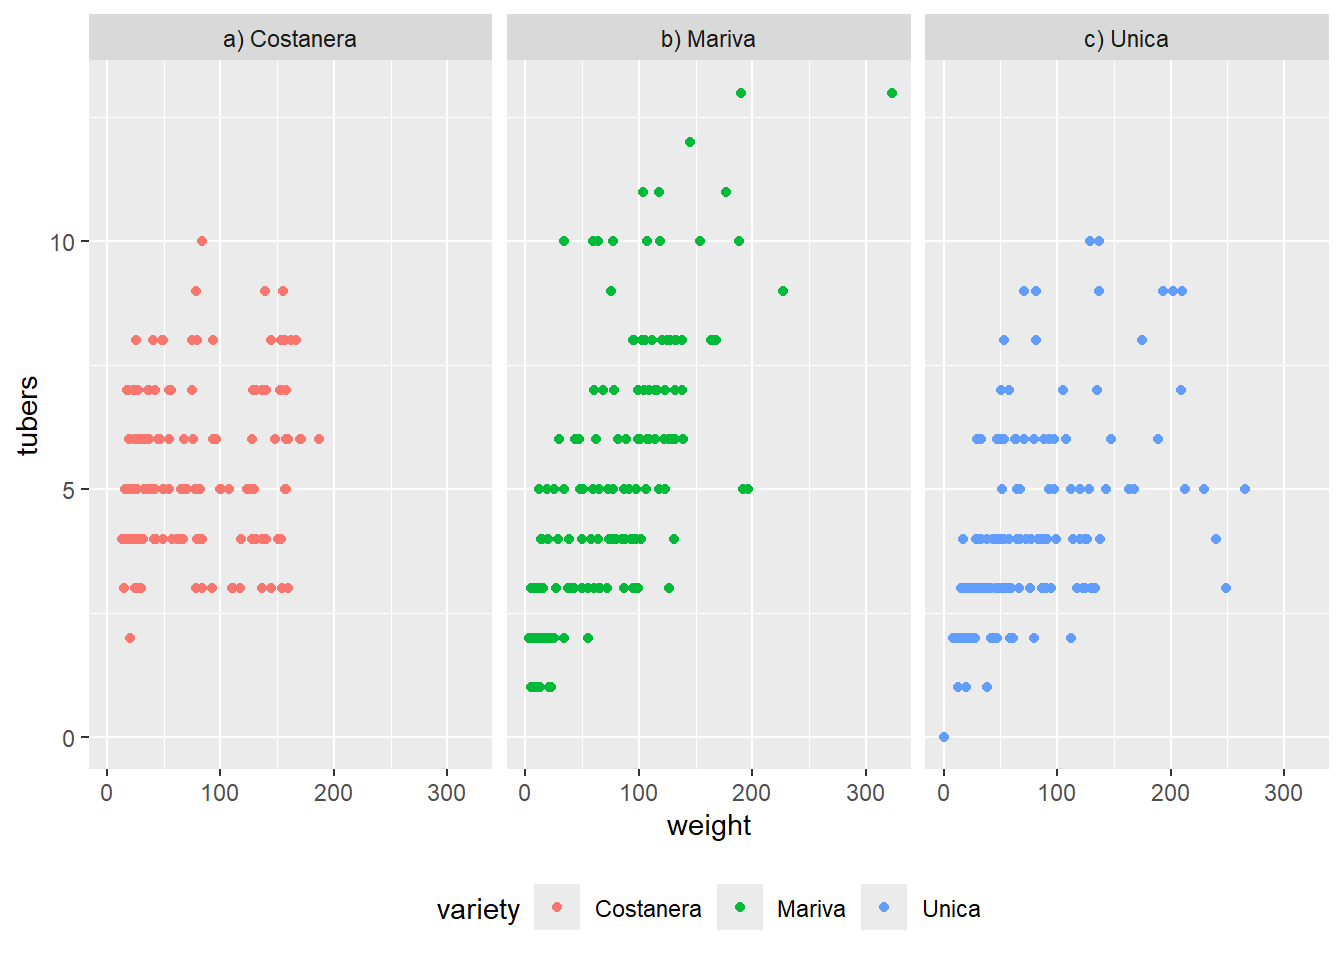 a) Costanera b) Mariva c) Unica
tubers
10
5
0
0 100 200 300 0 100 200 300 0 100 200 300
weight
variety Costanera Mariva Unica